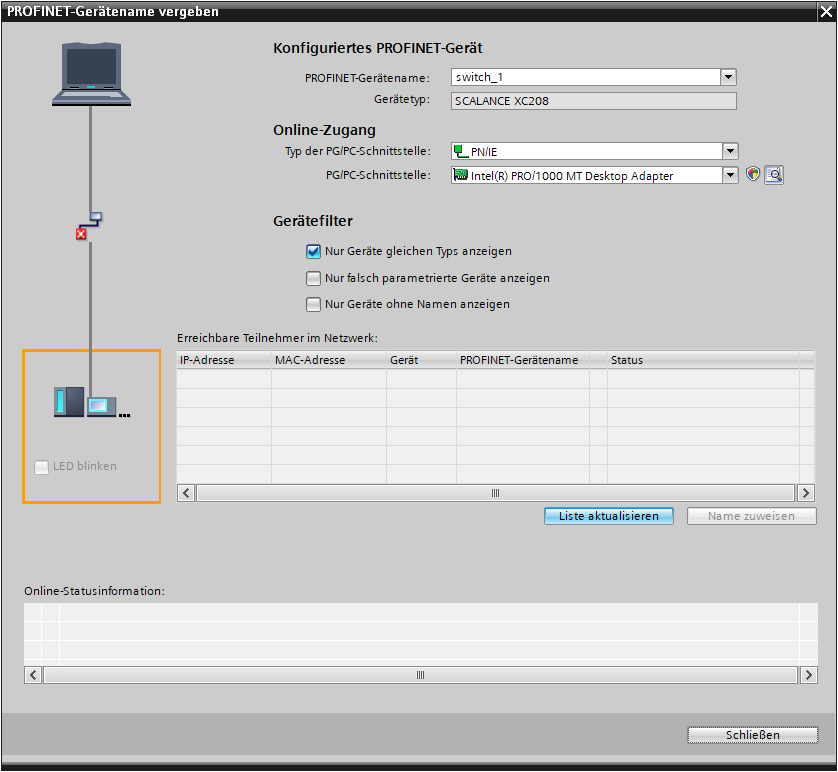 PROFINET-Gerätename vergeben
Konfiguriertes PROFINET-Gerät
PROFINET-Gerätename: switch_1
Gerätetyp: SCALANCE XC208
Online-Zugang
Typ der PG/PC-Schnittstelle: PN/IE
PG/PC-Schnittstelle: Intel(R) PRO/1000 MT Desktop Adapter
Gerätefilter
Nur Geräte gleichen Typs anzeigen
Nur falsch parametrierte Geräte anzeigen
Nur Geräte ohne Namen anzeigen
Erreichbare Teilnehmer im Netzwerk:
IP-Adresse MAC-Adresse Gerät PROFINET-Gerätename Status
LED blinken
Liste aktualisieren Name zuweisen
Online-Statusinformation:
Schließen